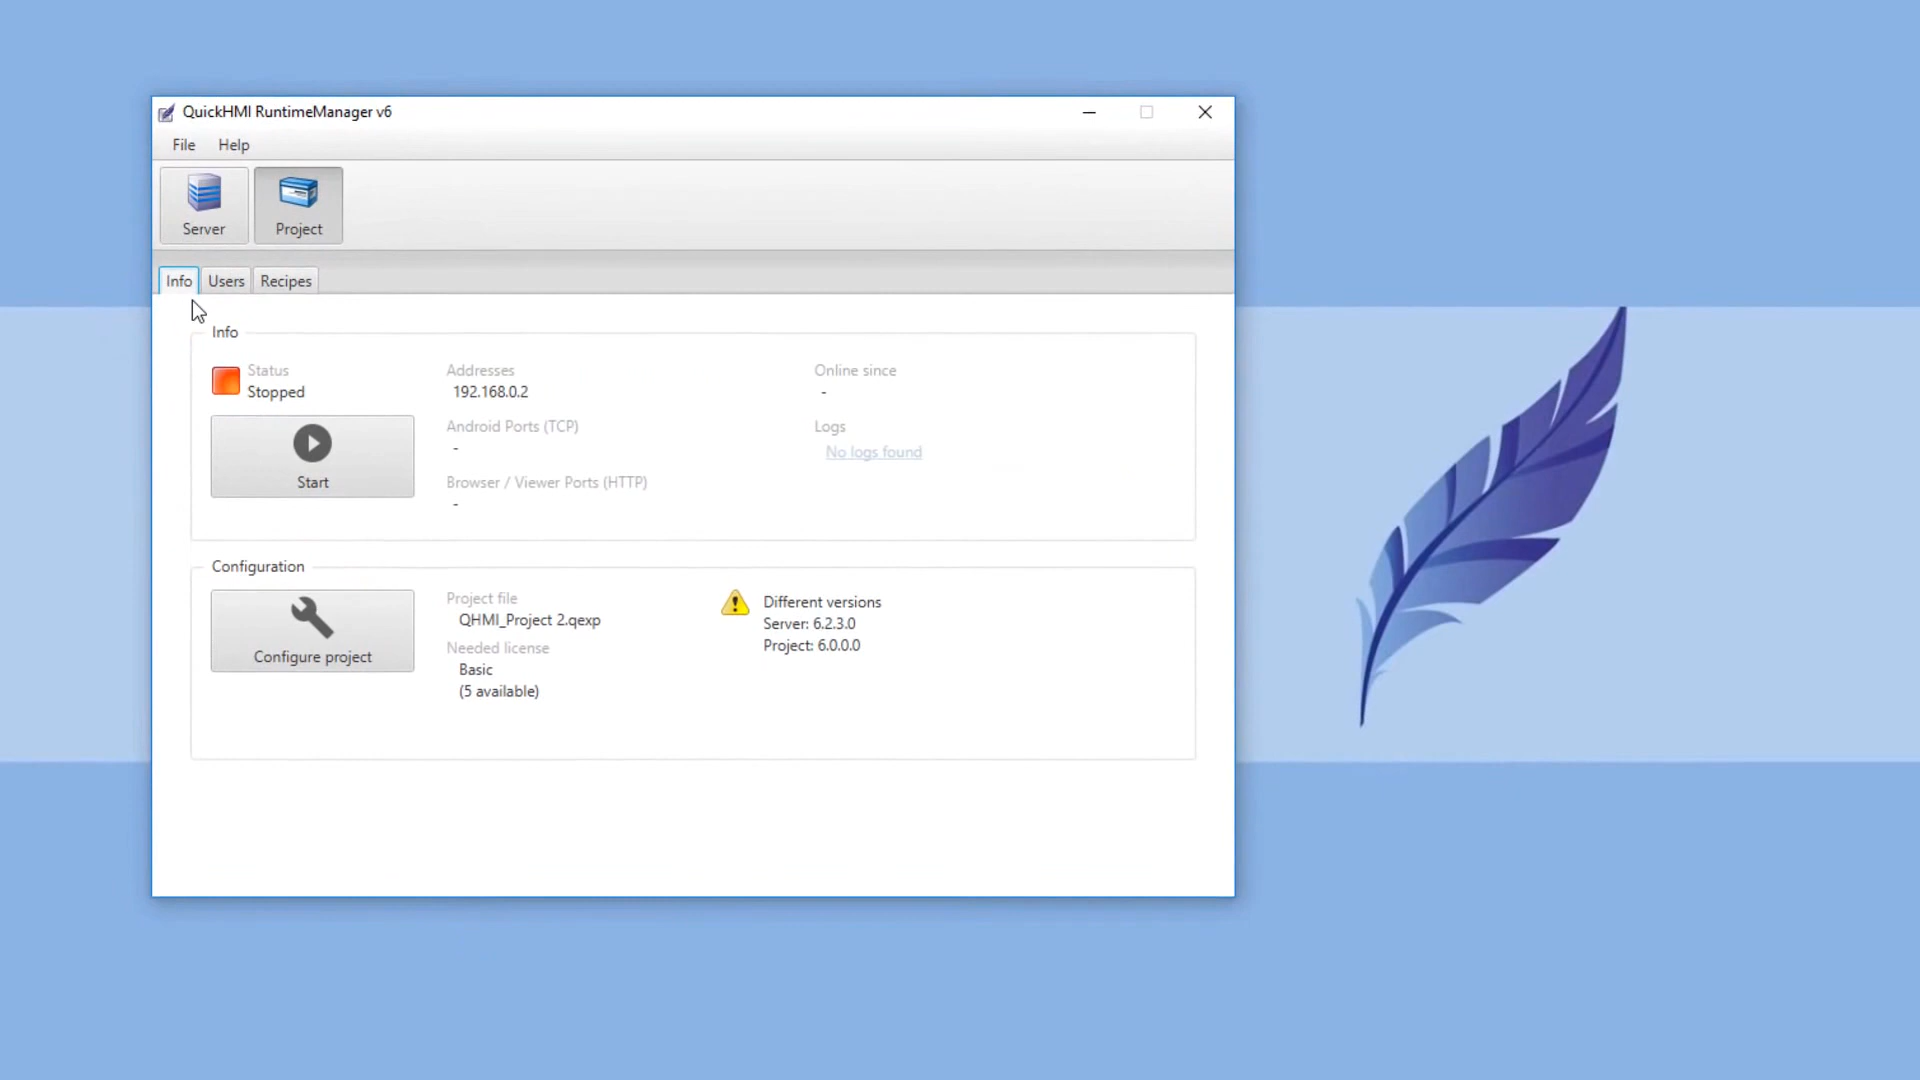 QuickHMI RuntimeManager v6
File Help
Server Project
Info Users Recipes
Info
Status
Stopped
Start
Addresses
192.168.0.2
Android Ports (TCP)
-
Browser / Viewer Ports (HTTP)
-
Online since
-
Logs
No logs found
Configuration
Configure project
Project file
QHMI_Project 2.qexp
Needed license
Basic
(5 available)
Different versions
Server: 6.2.3.0
Project: 6.0.0.0